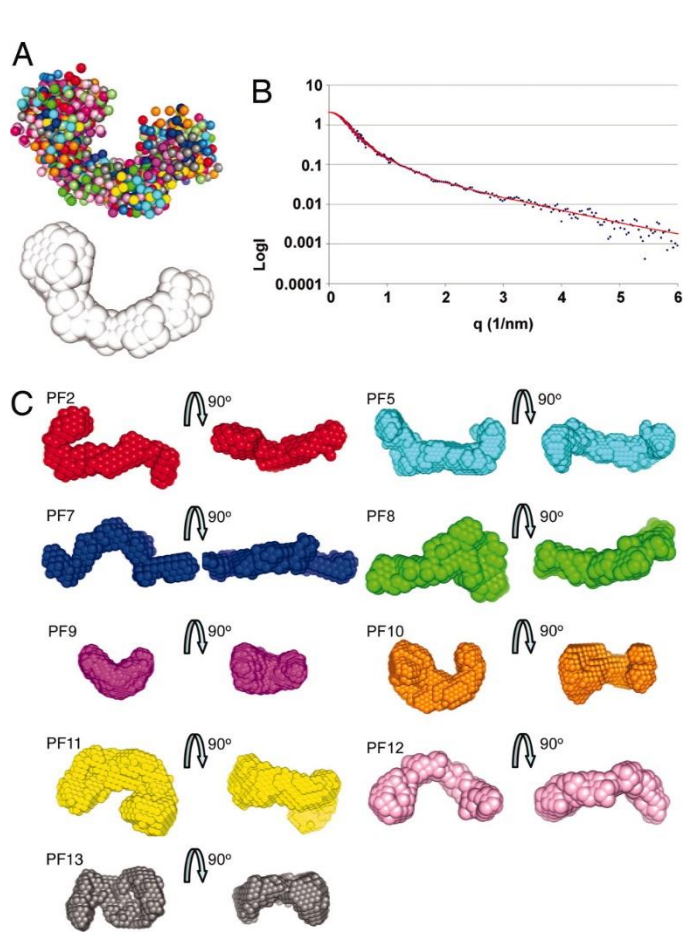 A
B
10
1
0.1
0.01
0.001
0.0001
LogI
0 1 2 3 4 5 6
q (1/nm)
C
PF2 90º PF5 90º
PF7 90º PF8 90º
PF9 90º PF10 90º
PF11 90º PF12 90º
PF13 90º